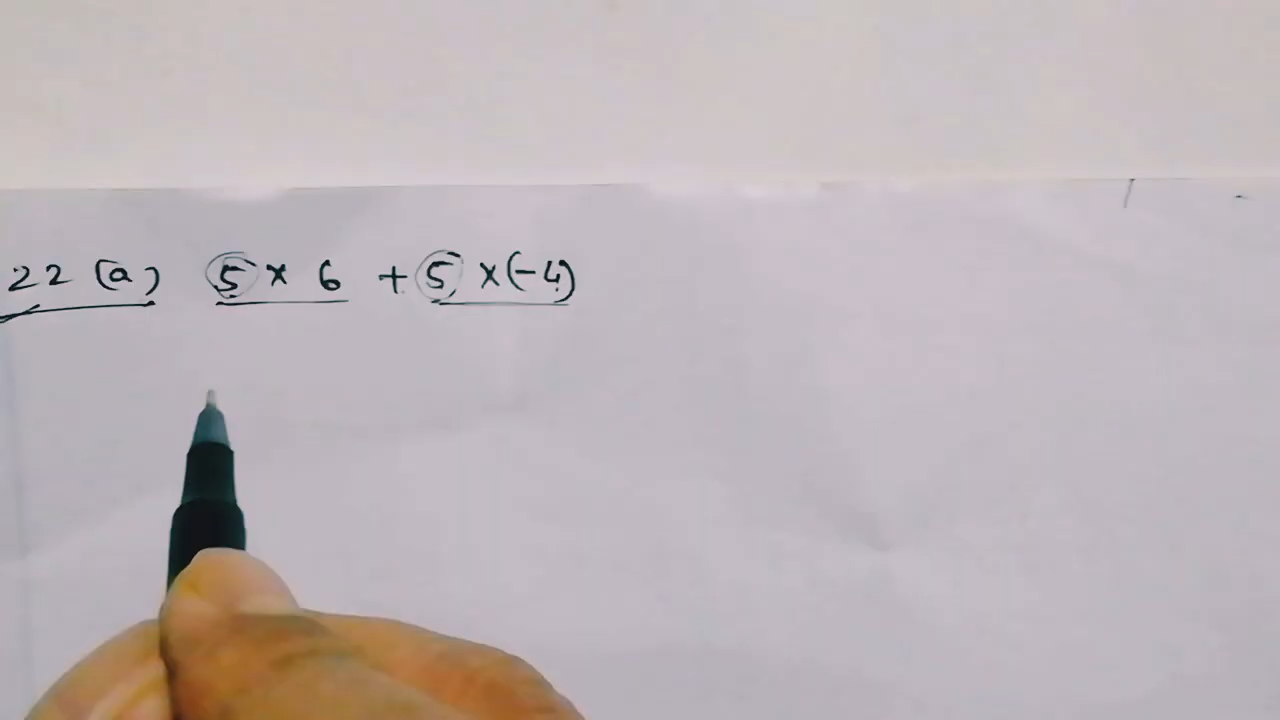 22 (a) 5 × 6 + 5 × (-4)